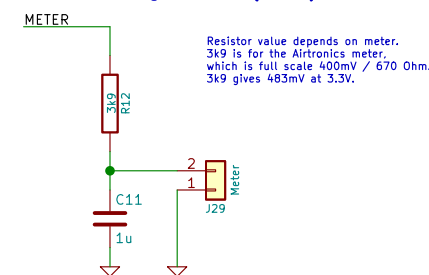 METER
Resistor value depends on meter.
3k9 is for the Airtronics meter,
which is full scale 400mV / 670 Ohm.
3k9 gives 483mV at 3.3V.
3k9
R12
2
1
Meter
J29
C11
1u